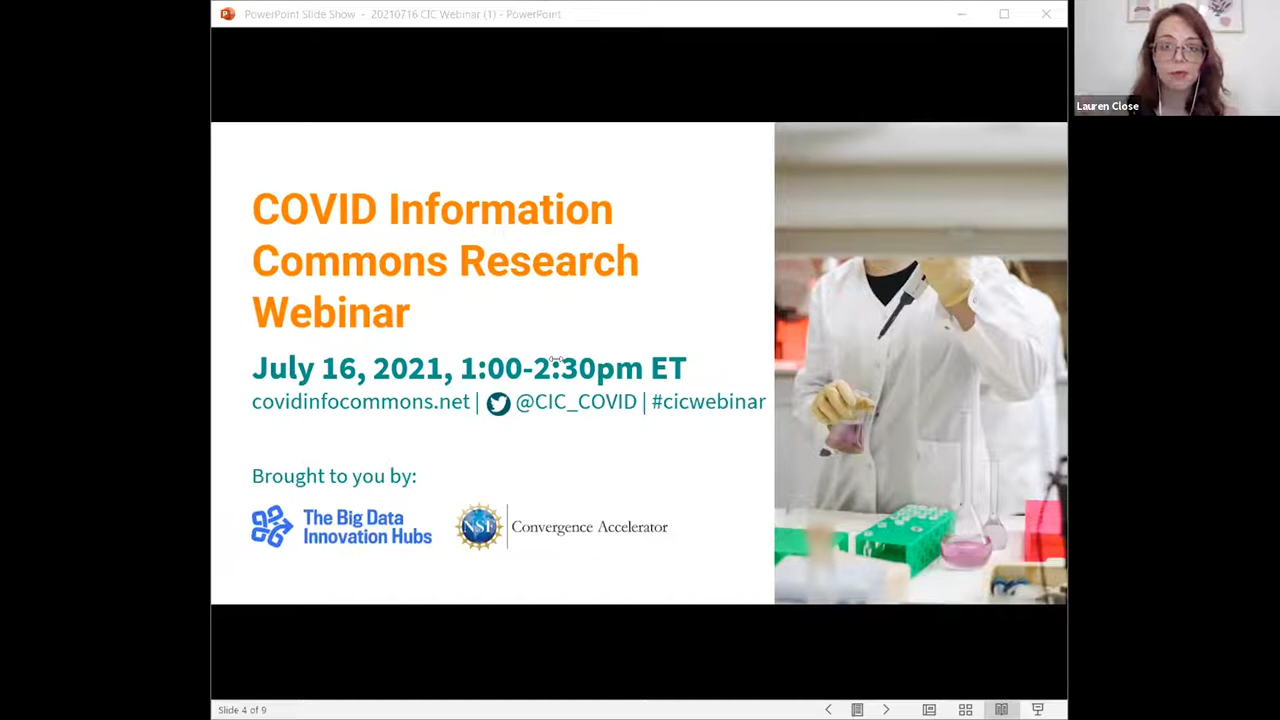 PowerPoint Slide Show - 20210716 CIC Webinar (1) - PowerPoint
Lauren Close
COVID Information
Commons Research
Webinar
July 16, 2021, 1:00-2:30pm ET
covidinfocommons.net | @CIC_COVID | #cicwebinar
Brought to you by:
The Big Data
Innovation Hubs
NSF
Convergence Accelerator
Slide 4 of 9